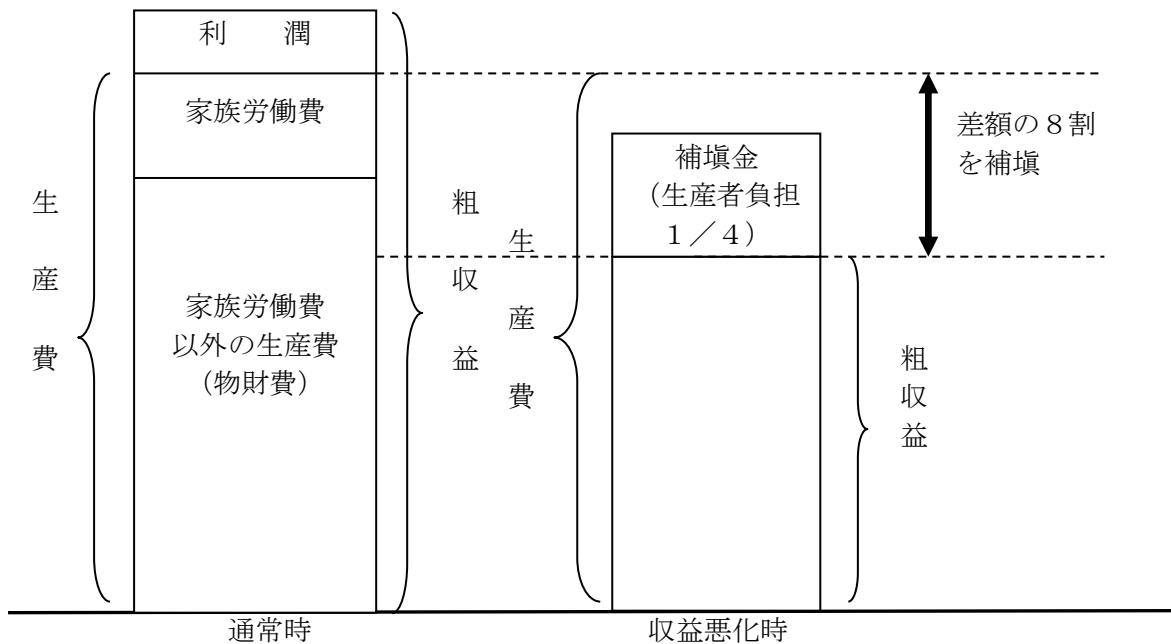 利　　潤
家族労働費
家族労働費
以外の生産費
（物財費）
生産費
粗収益
生産費
補塡金
（生産者負担
１／４）
差額の８割
を補塡
粗収益
通常時
収益悪化時